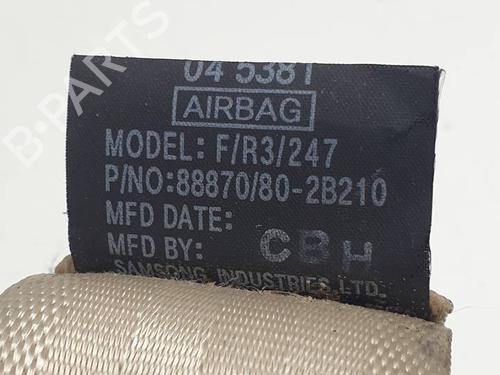 04 5381
AIRBAG
MODEL: F/R3/247
P/NO:88870/80-2B210
MFD DATE:
MFD BY: CBH
SAMSONG INDUSTRIES,LTD.
B-PARTS